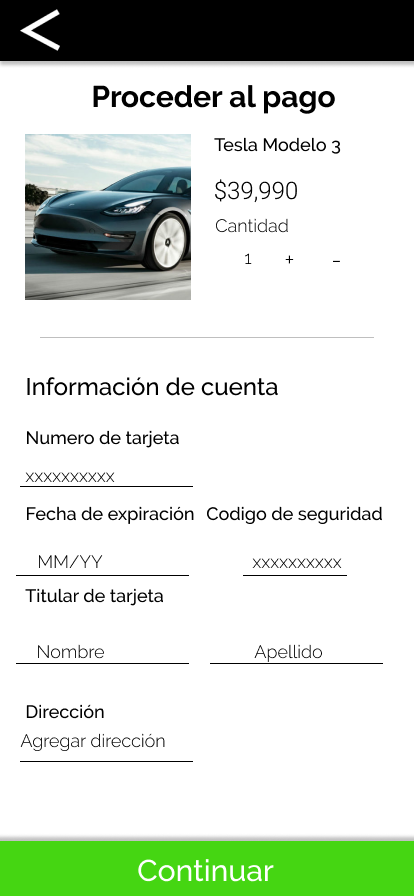 Proceder al pago
Tesla Modelo 3
$39,990
Cantidad
1 + -
Información de cuenta
Numero de tarjeta
xxxxxxxxxx
Fecha de expiración Codigo de seguridad
MM/YY xxxxxxxxxx
Titular de tarjeta
Nombre Apellido
Dirección
Agregar dirección
Continuar